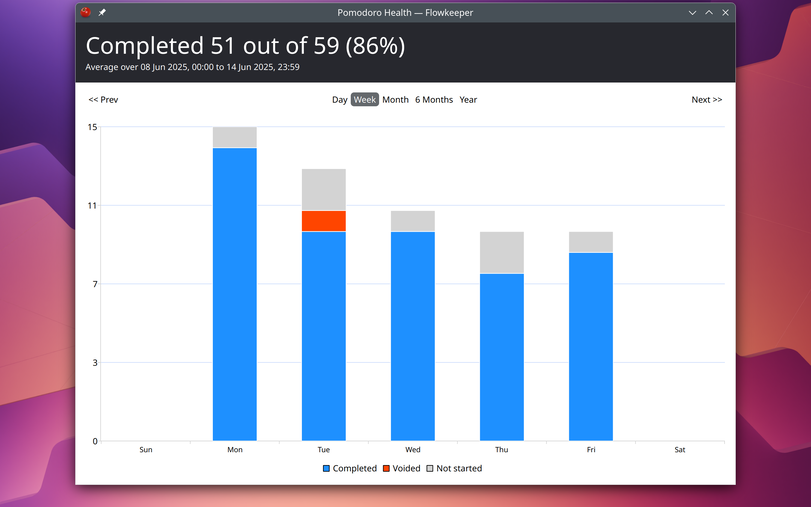 Pomodoro Health — Flowkeeper
Completed 51 out of 59 (86%)
Average over 08 Jun 2025, 00:00 to 14 Jun 2025, 23:59
<< Prev Day Week Month 6 Months Year Next >>
15
11
7
3
0
Sun Mon Tue Wed Thu Fri Sat
Completed Voided Not started